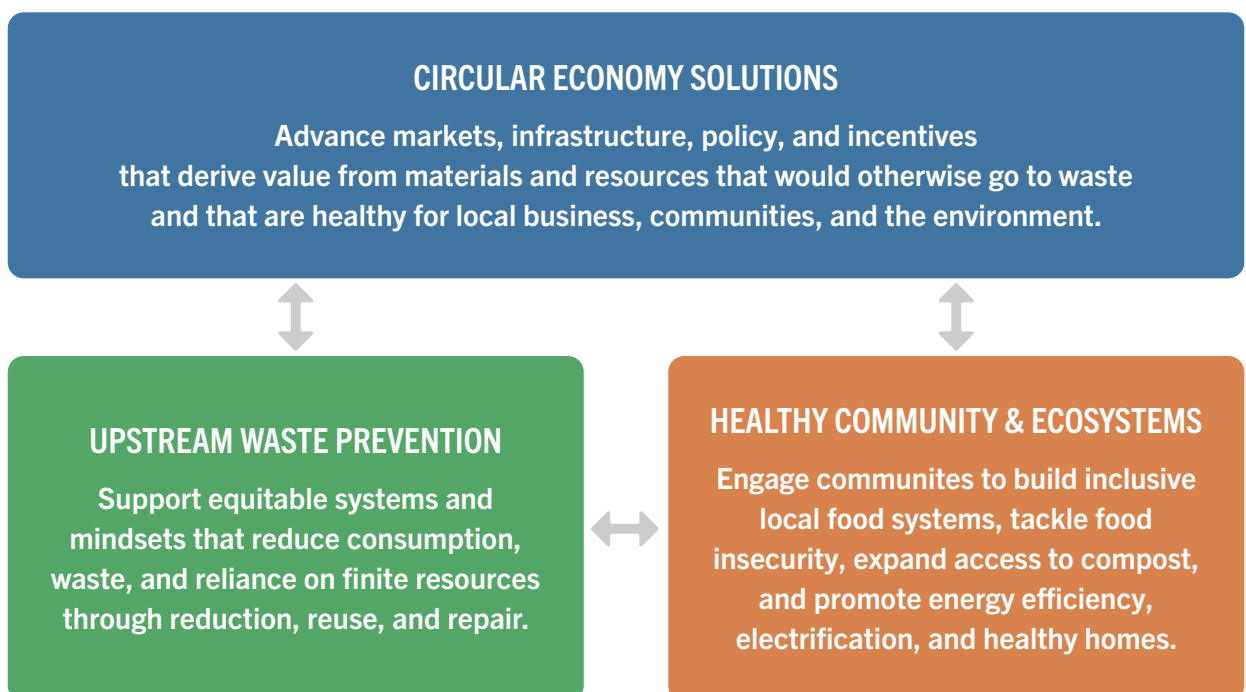 CIRCULAR ECONOMY SOLUTIONS
Advance markets, infrastructure, policy, and incentives
that derive value from materials and resources that would otherwise go to waste
and that are healthy for local business, communities, and the environment.
UPSTREAM WASTE PREVENTION
Support equitable systems and
mindsets that reduce consumption,
waste, and reliance on finite resources
through reduction, reuse, and repair.
HEALTHY COMMUNITY & ECOSYSTEMS
Engage communites to build inclusive
local food systems, tackle food
insecurity, expand access to compost,
and promote energy efficiency,
electrification, and healthy homes.